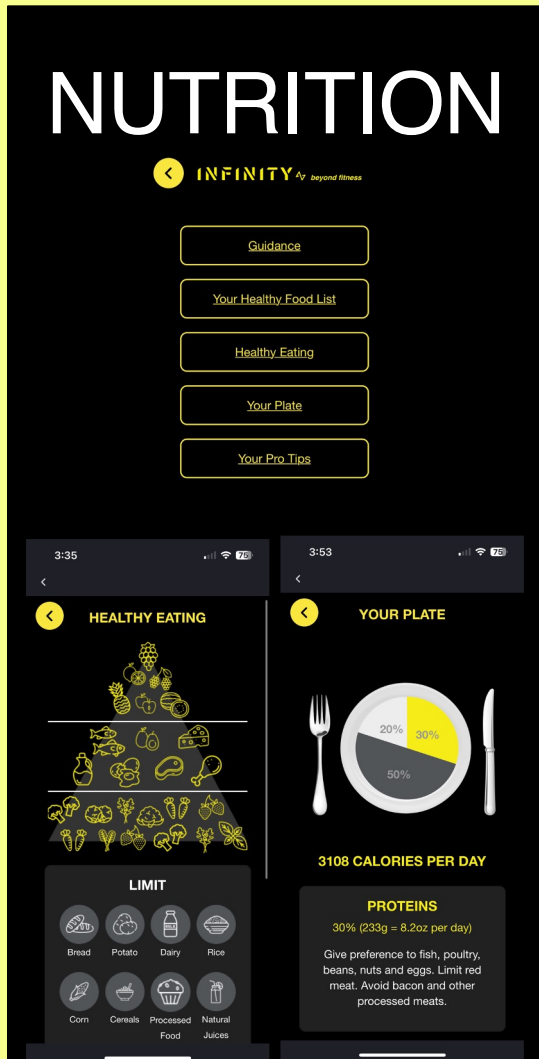 NUTRITION
INFINITY beyond fitness
Guidance
Your Healthy Food List
Healthy Eating
Your Plate
Your Pro Tips
3:35
75
HEALTHY EATING
LIMIT
MILK
Bread
Potato
Dairy
Rice
Corn
Cereals
Processed
Food
Natural
Juices
3:53
75
YOUR PLATE
20%
30%
50%
3108 CALORIES PER DAY
PROTEINS
30% (233g = 8.2oz per day)
Give preference to fish, poultry,
beans, nuts and eggs. Limit red
meat. Avoid bacon and other
processed meats.